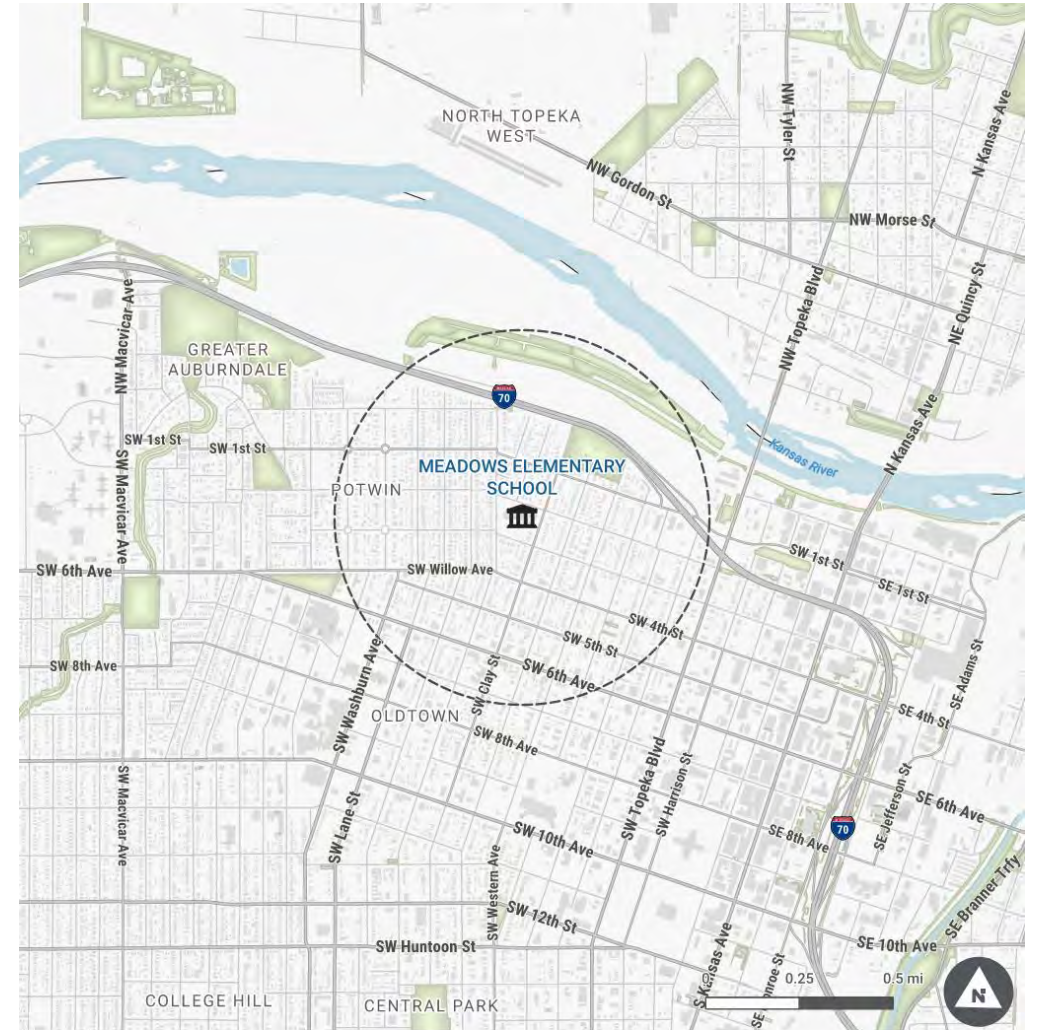 NORTH TOPEKA
WEST
NW Tyler St
N Kansas Ave
NW Gordon St
NW Morse St
NW Topeka Blvd
NE Quincy St
NW Macvicar Ave
GREATER
AUBURNDALE
70
N Kansas Ave
SW 1st St
SW 1st St
Kansas River
MEADOWS ELEMENTARY
SCHOOL
POTWIN
SW Macvicar Ave
SW 6th Ave
SW Willow Ave
SW 1st St
SE 1st St
SW 4th St
SW 5th St
SW 6th Ave
SW 8th Ave
SW Washburn Ave
SW Clay St
SE Adams St
OLDTOWN
SE 4th St
SW 8th Ave
SW Topeka Blvd
SW Harrison St
SW Macvicar Ave
SW Lane St
SE Jefferson St
SE 6th Ave
SE 8th Ave
70
SW 10th Ave
SW Western Ave
SW 12th St
SE Branner Trfy
SW Huntoon St
SE 10th Ave
S Kansas Ave
0 0.25 0.5 mi
COLLEGE HILL
CENTRAL PARK
N